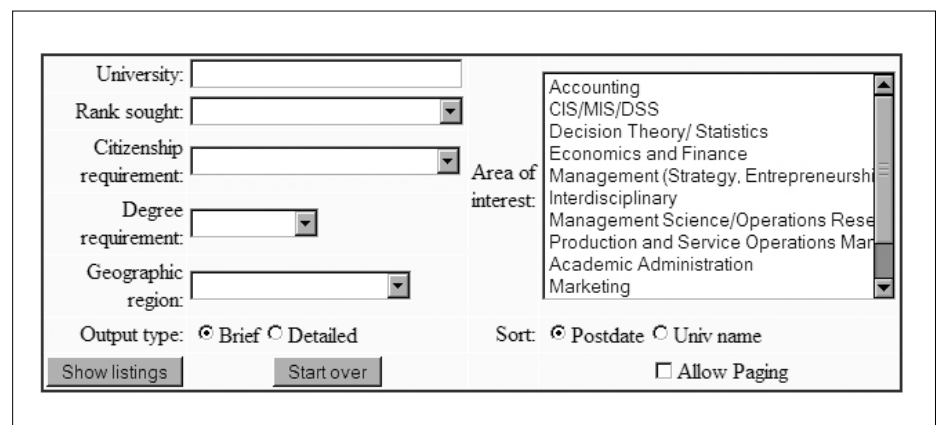 University:
Rank sought:
Citizenship
requirement:
Degree
requirement:
Geographic
region:
Area of
interest:
Accounting
CIS/MIS/DSS
Decision Theory/ Statistics
Economics and Finance
Management (Strategy, Entrepreneurshi
Interdisciplinary
Management Science/Operations Rese
Production and Service Operations Mar
Academic Administration
Marketing
Output type: Brief Detailed
Sort: Postdate Univ name
Show listings Start over Allow Paging